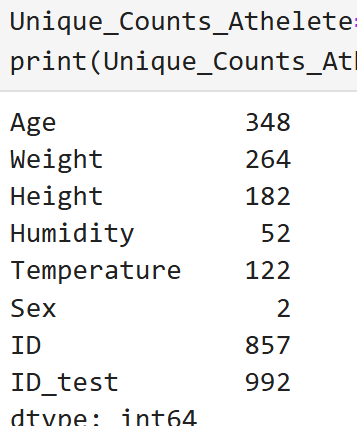 Unique_Counts_Athelete=
print(Unique_Counts_Ath
Age 348
Weight 264
Height 182
Humidity 52
Temperature 122
Sex 2
ID 857
ID_test 992
dtype: int64